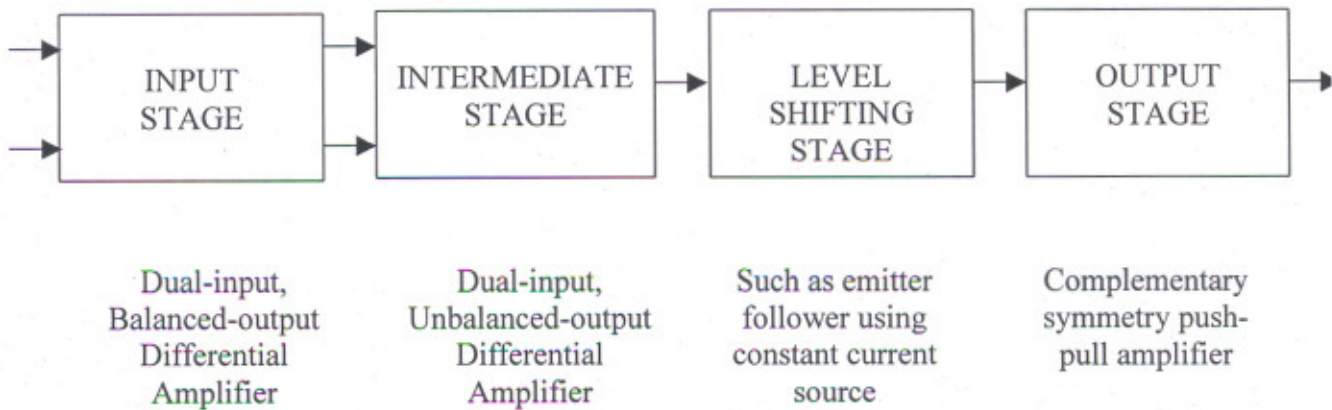 INPUT
STAGE
INTERMEDIATE
STAGE
LEVEL
SHIFTING
STAGE
OUTPUT
STAGE
Dual-input,
Balanced-output
Differential
Amplifier
Dual-input,
Unbalanced-output
Differential
Amplifier
Such as emitter
follower using
constant current
source
Complementary
symmetry push-
pull amplifier